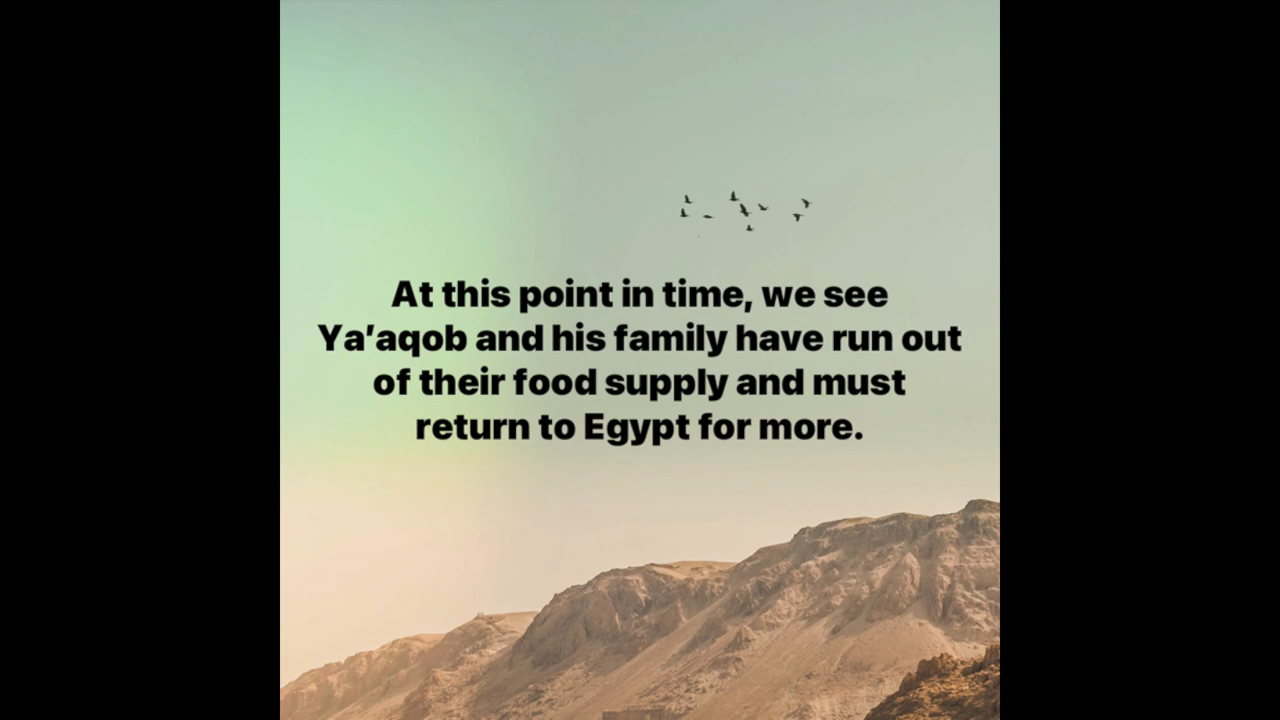 At this point in time, we see
Ya'aqob and his family have run out
of their food supply and must
return to Egypt for more.